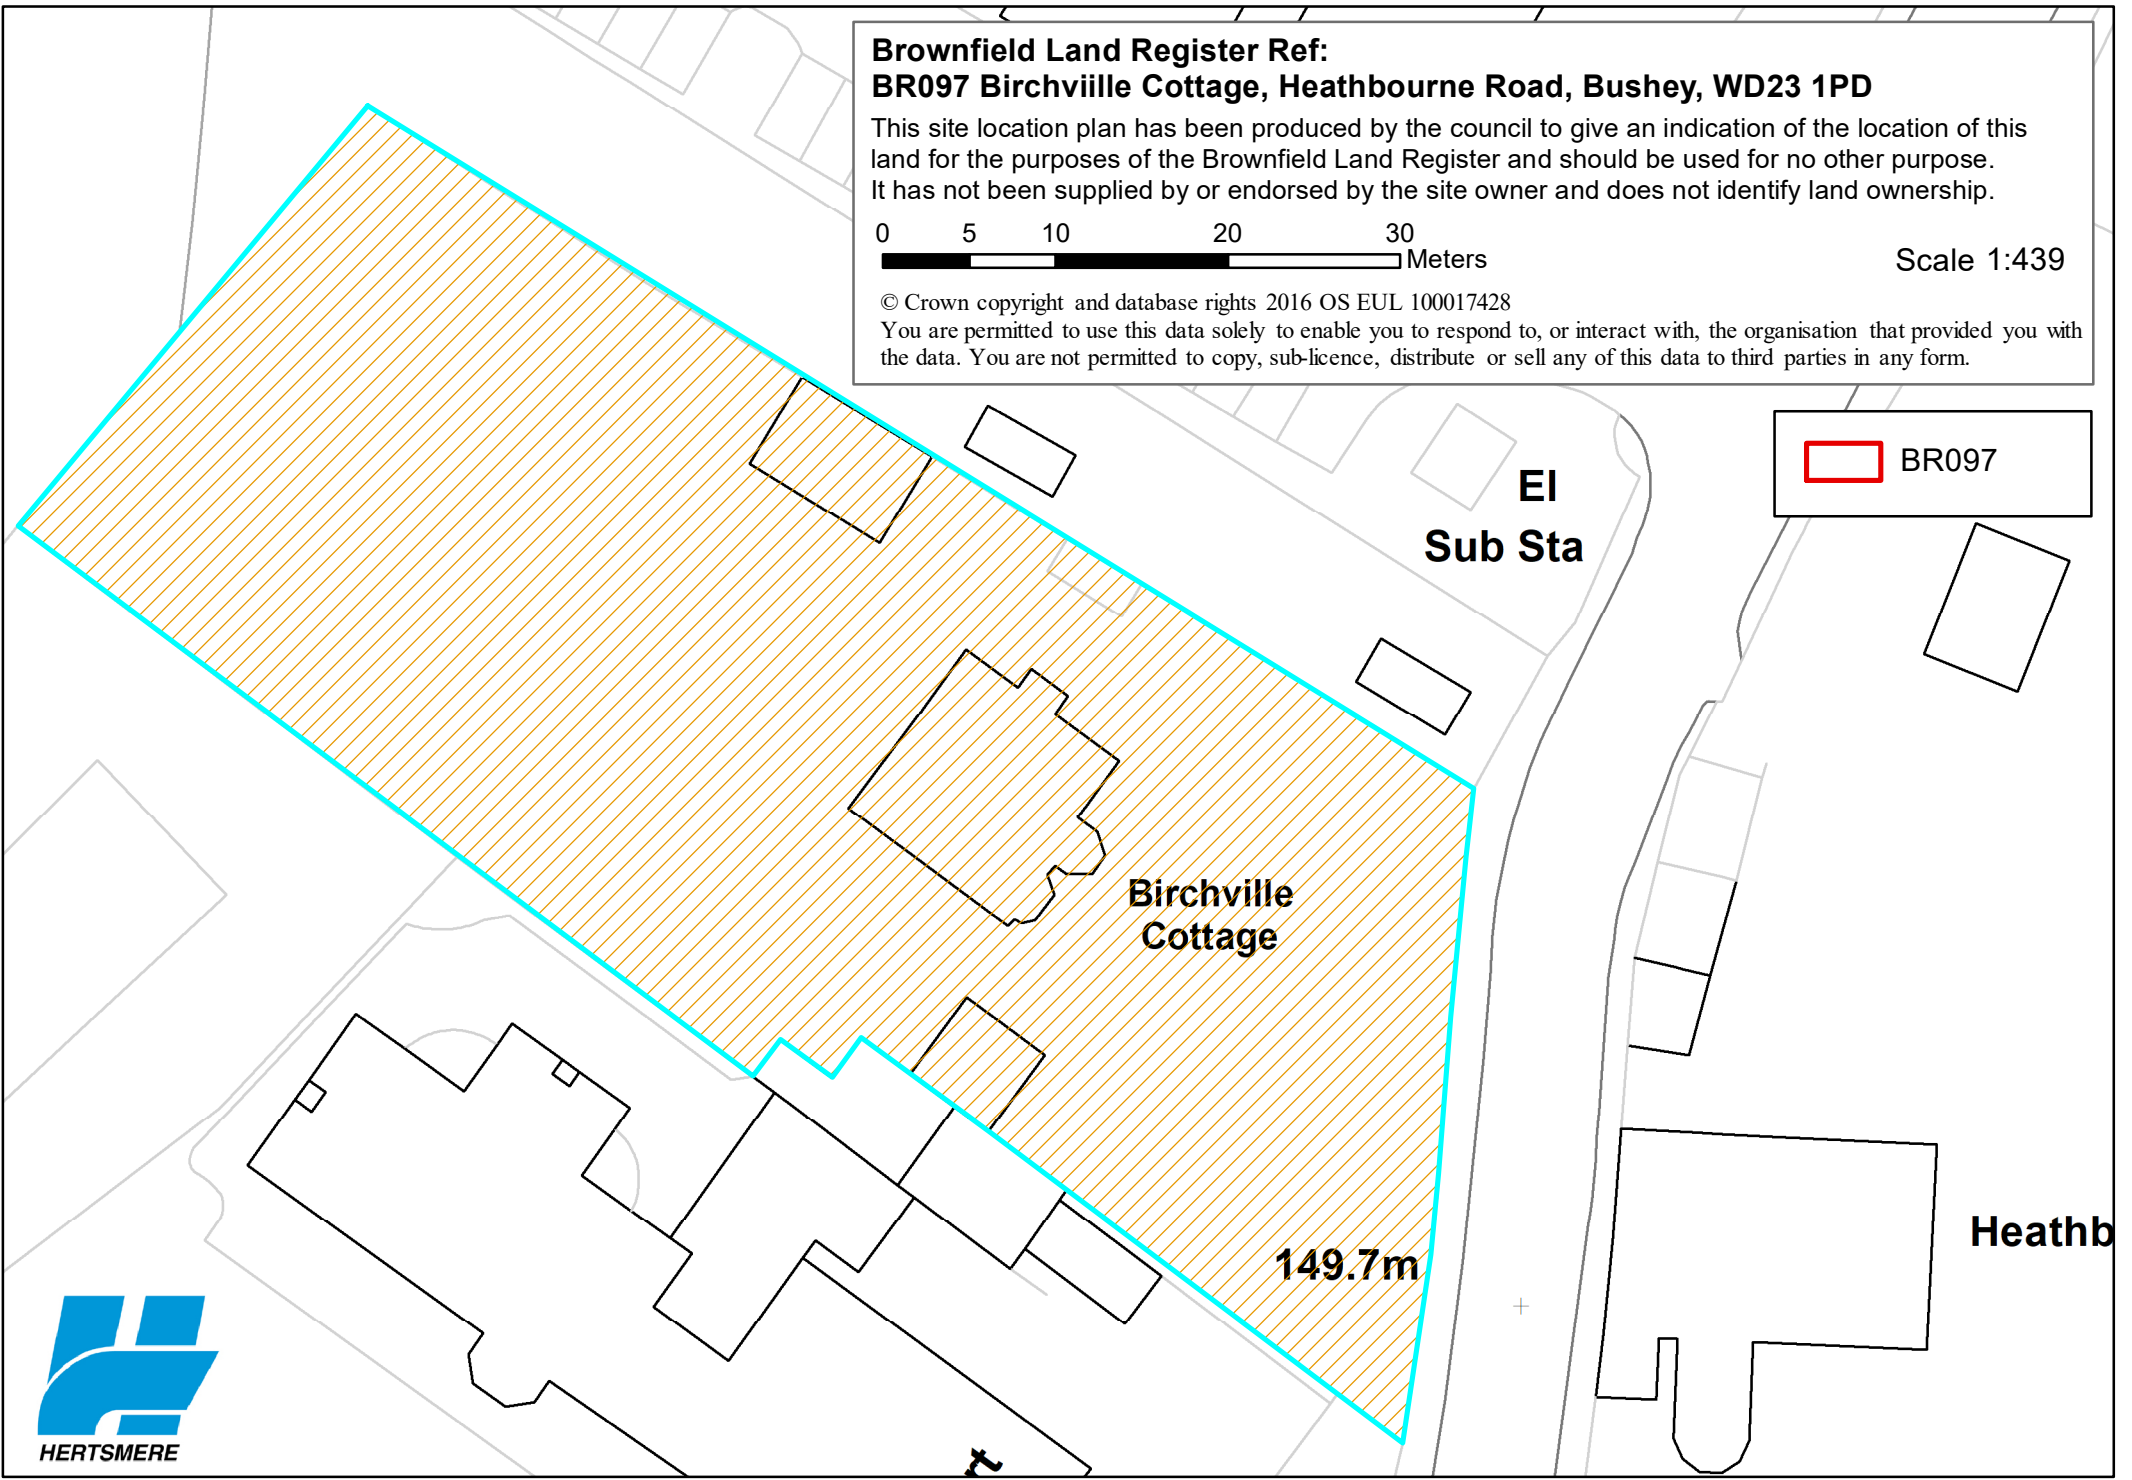 Brownfield Land Register Ref:
BR097 Birchviille Cottage, Heathbourne Road, Bushey, WD23 1PD
This site location plan has been produced by the council to give an indication of the location of this
land for the purposes of the Brownfield Land Register and should be used for no other purpose.
It has not been supplied by or endorsed by the site owner and does not identify land ownership.
0 5 10 20 30
Meters
Scale 1:439
© Crown copyright and database rights 2016 OS EUL 100017428
You are permitted to use this data solely to enable you to respond to, or interact with, the organisation that provided you with
the data. You are not permitted to copy, sub-licence, distribute or sell any of this data to third parties in any form.
BR097
El
Sub Sta
Birchville
Cottage
149.7m
Heathb
rt
HERTSMERE